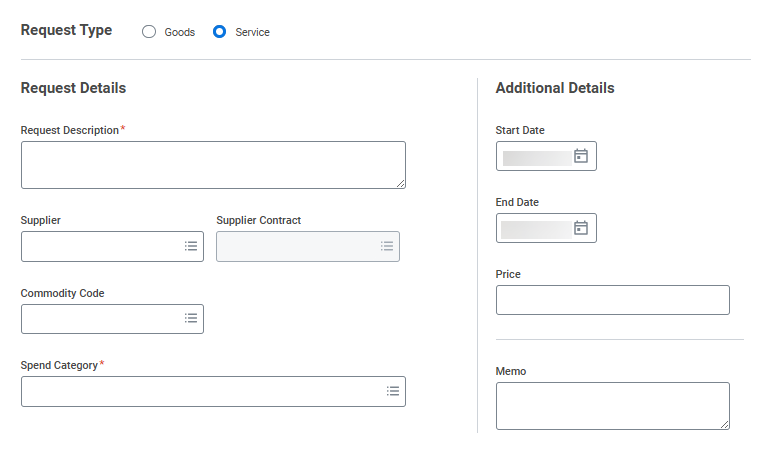 Request Type
Goods
Service
Request Details
Request Description*
Supplier
Supplier Contract
Commodity Code
Spend Category*
Additional Details
Start Date
End Date
Price
Memo